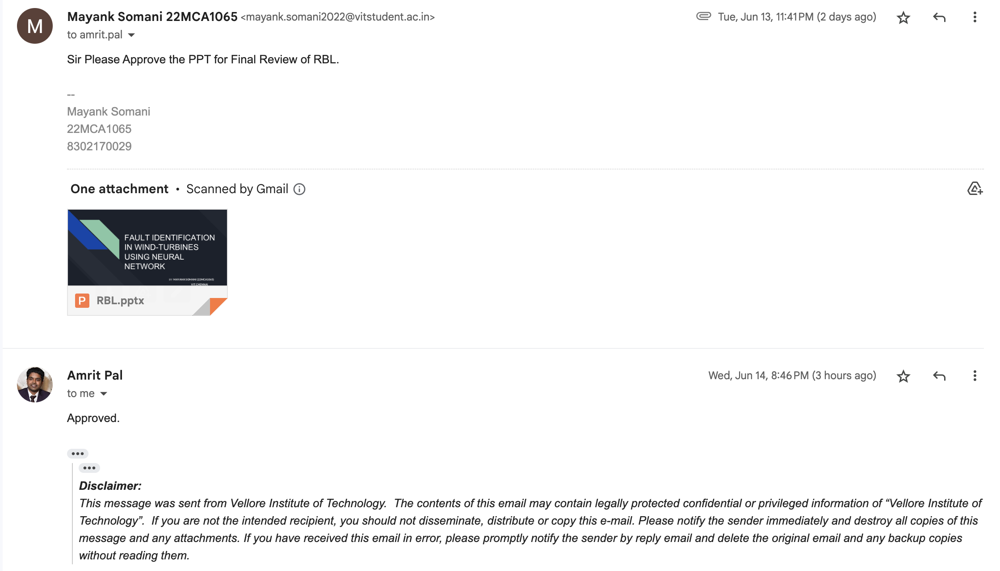 M
Mayank Somani 22MCA1065 <mayank.somani2022@vitstudent.ac.in>
Tue, Jun 13, 11:41 PM (2 days ago)
to amrit.pal
Sir Please Approve the PPT for Final Review of RBL.
--
Mayank Somani
22MCA1065
8302170029
One attachment • Scanned by Gmail
FAULT IDENTIFICATION
IN WIND-TURBINES
USING NEURAL
NETWORK
BY MAYANK SOMANI (22MCA1065)
VIT,CHENNAI
P RBL.pptx
Amrit Pal
Wed, Jun 14, 8:46 PM (3 hours ago)
to me
Approved.
Disclaimer:
This message was sent from Vellore Institute of Technology.  The contents of this email may contain legally protected confidential or privileged information of “Vellore Institute of
Technology”.  If you are not the intended recipient, you should not disseminate, distribute or copy this e-mail. Please notify the sender immediately and destroy all copies of this
message and any attachments. If you have received this email in error, please promptly notify the sender by reply email and delete the original email and any backup copies
without reading them.